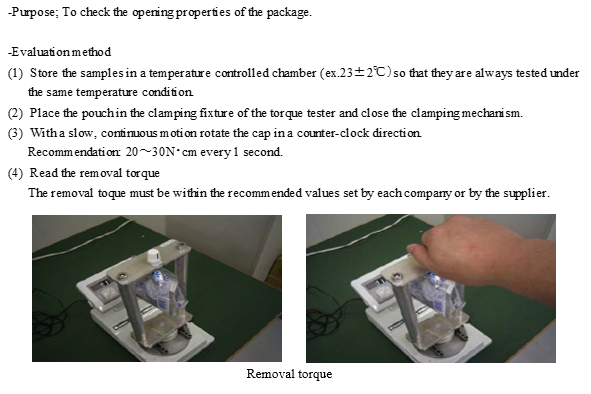 -Purpose; To check the opening properties of the package.
-Evaluation method
(1) Store the samples in a temperature controlled chamber (ex.23±2℃) so that they are always tested under
the same temperature condition.
(2) Place the pouch in the clamping fixture of the torque tester and close the clamping mechanism.
(3) With a slow, continuous motion rotate the cap in a counter-clock direction.
Recommendation: 20～30N･cm every 1 second.
(4) Read the removal torque
The removal toque must be within the recommended values set by each company or by the supplier.
Removal torque